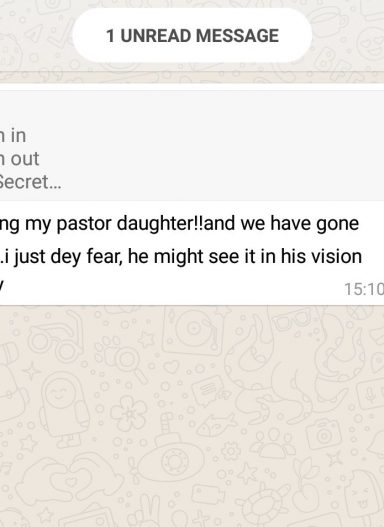 1 UNREAD MESSAGE
in
out
Secret...
my pastor daughter!!and we have gone
.i just dey fear, he might see it in his vision
15:10